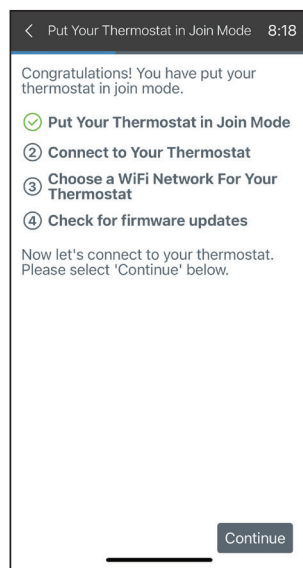 Put Your Thermostat in Join Mode 8:18
Congratulations! You have put your
thermostat in join mode.
Put Your Thermostat in Join Mode
2 Connect to Your Thermostat
3 Choose a WiFi Network For Your
Thermostat
4 Check for firmware updates
Now let's connect to your thermostat.
Please select 'Continue' below.
Continue